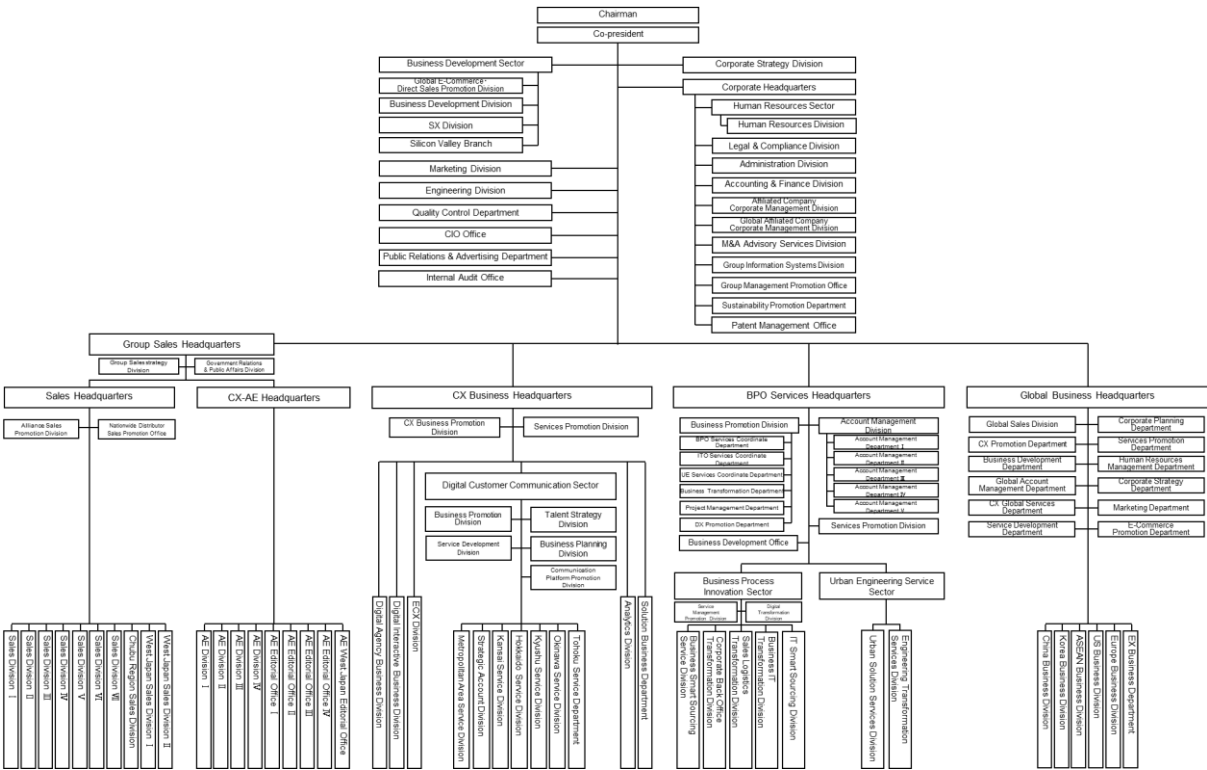 Chairman
Co-president
Business Development Sector
Global E-Commerce·
Direct Sales Promotion Division
Business Development Division
SX Division
Silicon Valley Branch
Marketing Division
Engineering Division
Quality Control Department
CIO Office
Public Relations & Advertising Department
Internal Audit Office
Corporate Strategy Division
Corporate Headquarters
Human Resources Sector
Human Resources Division
Legal & Compliance Division
Administration Division
Accounting & Finance Division
Affiliated Company
Corporate Management Division
Global Affiliated Company
Corporate Management Division
M&A Advisory Services Division
Group Information Systems Division
Group Management Promotion Office
Sustainability Promotion Department
Patent Management Office
Group Sales Headquarters
Group Sales strategy
Division
Government Relations
& Public Affairs Division
Sales Headquarters
Alliance Sales
Promotion Division
Nationwide Distributor
Sales Promotion Office
Sales Division Ⅰ
Sales Division Ⅱ
Sales Division Ⅲ
Sales Division Ⅳ
Sales Division Ⅴ
Sales Division Ⅵ
Sales Division Ⅶ
Chubu Region Sales Division
West Japan Sales Division Ⅰ
West Japan Sales Division Ⅱ
CX-AE Headquarters
AE Division Ⅰ
AE Division Ⅱ
AE Division Ⅲ
AE Division Ⅳ
AE Editorial Office Ⅰ
AE Editorial Office Ⅱ
AE Editorial Office Ⅲ
AE Editorial Office Ⅳ
AE West Japan Editorial Office
CX Business Headquarters
CX Business Promotion
Division
Services Promotion Division
Digital Customer Communication Sector
Business Promotion
Division
Talent Strategy
Division
Service Development
Division
Business Planning
Division
Communication
Platform Promotion
Division
Digital Agency Business Division
Digital Interactive Business Division
ECX Division
Metropolitan Area Service Division
Strategic Account Division
Kansai Service Division
Hokkaido Service Division
Kyushu Service Division
Okinawa Service Division
Tohoku Service Department
Analytics Division
Solution Business Department
BPO Services Headquarters
Business Promotion Division
BPO Services Coordinate
Department
ITO Services Coordinate
Department
UE Services Coordinate Department
Business Transformation Department
Project Management Department
DX Promotion Department
Business Development Office
Account Management
Division
Account Management
Department Ⅰ
Account Management
Department Ⅱ
Account Management
Department Ⅲ
Account Management
Department Ⅳ
Account Management
Department Ⅴ
Services Promotion Division
Business Process
Innovation Sector
Service
Management
Promotion Division
Digital
Transformation
Division
Business Smart Sourcing
Service Division
Corporate Back Office
Transformation Division
Sales Logistics
Transformation Division
Business IT
Transformation Division
IT Smart Sourcing Division
Urban Engineering Service
Sector
Urban Solution Services Division
Engineering Transformation
Services Division
Global Business Headquarters
Global Sales Division
Corporate Planning
Department
CX Promotion Department
Services Promotion
Department
Business Development
Department
Human Resources
Management Department
Global Account
Management Department
Corporate Strategy
Department
CX Global Services
Department
Marketing Department
Service Development
Department
E-Commerce
Promotion Department
China Business Division
Korea Business Division
ASEAN Business Division
US Business Division
Europe Business Division
EX Business Department